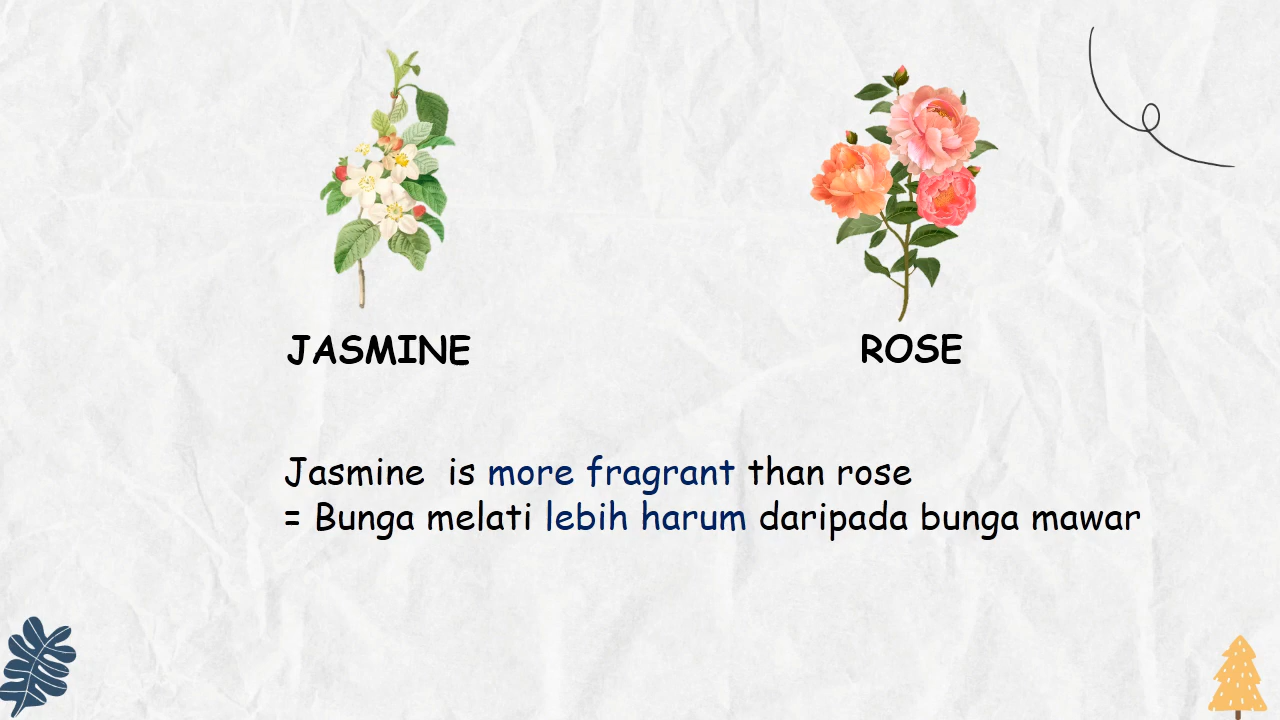 JASMINE
ROSE
Jasmine  is more fragrant than rose
= Bunga melati lebih harum daripada bunga mawar